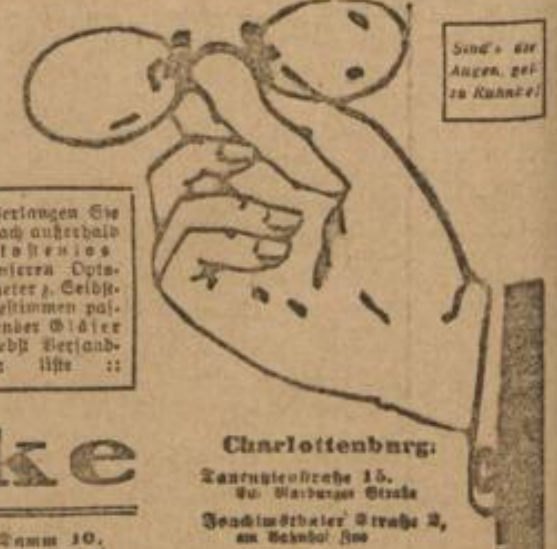 Sind's die
Augen, geh
zu Ruhnke!
Verlangen Sie
nach außerhalb
kostenlos
unseren Opto-
meter z. Selbst-
bestimmen pas-
sender Gläser
nebst Versand-
liste ::
ke
Damm 10.
Charlottenburg:
Tauentzienstraße 15.
Ecke Marburger Straße
Joachimsthaler Straße 2,
am Bahnhof Zoo